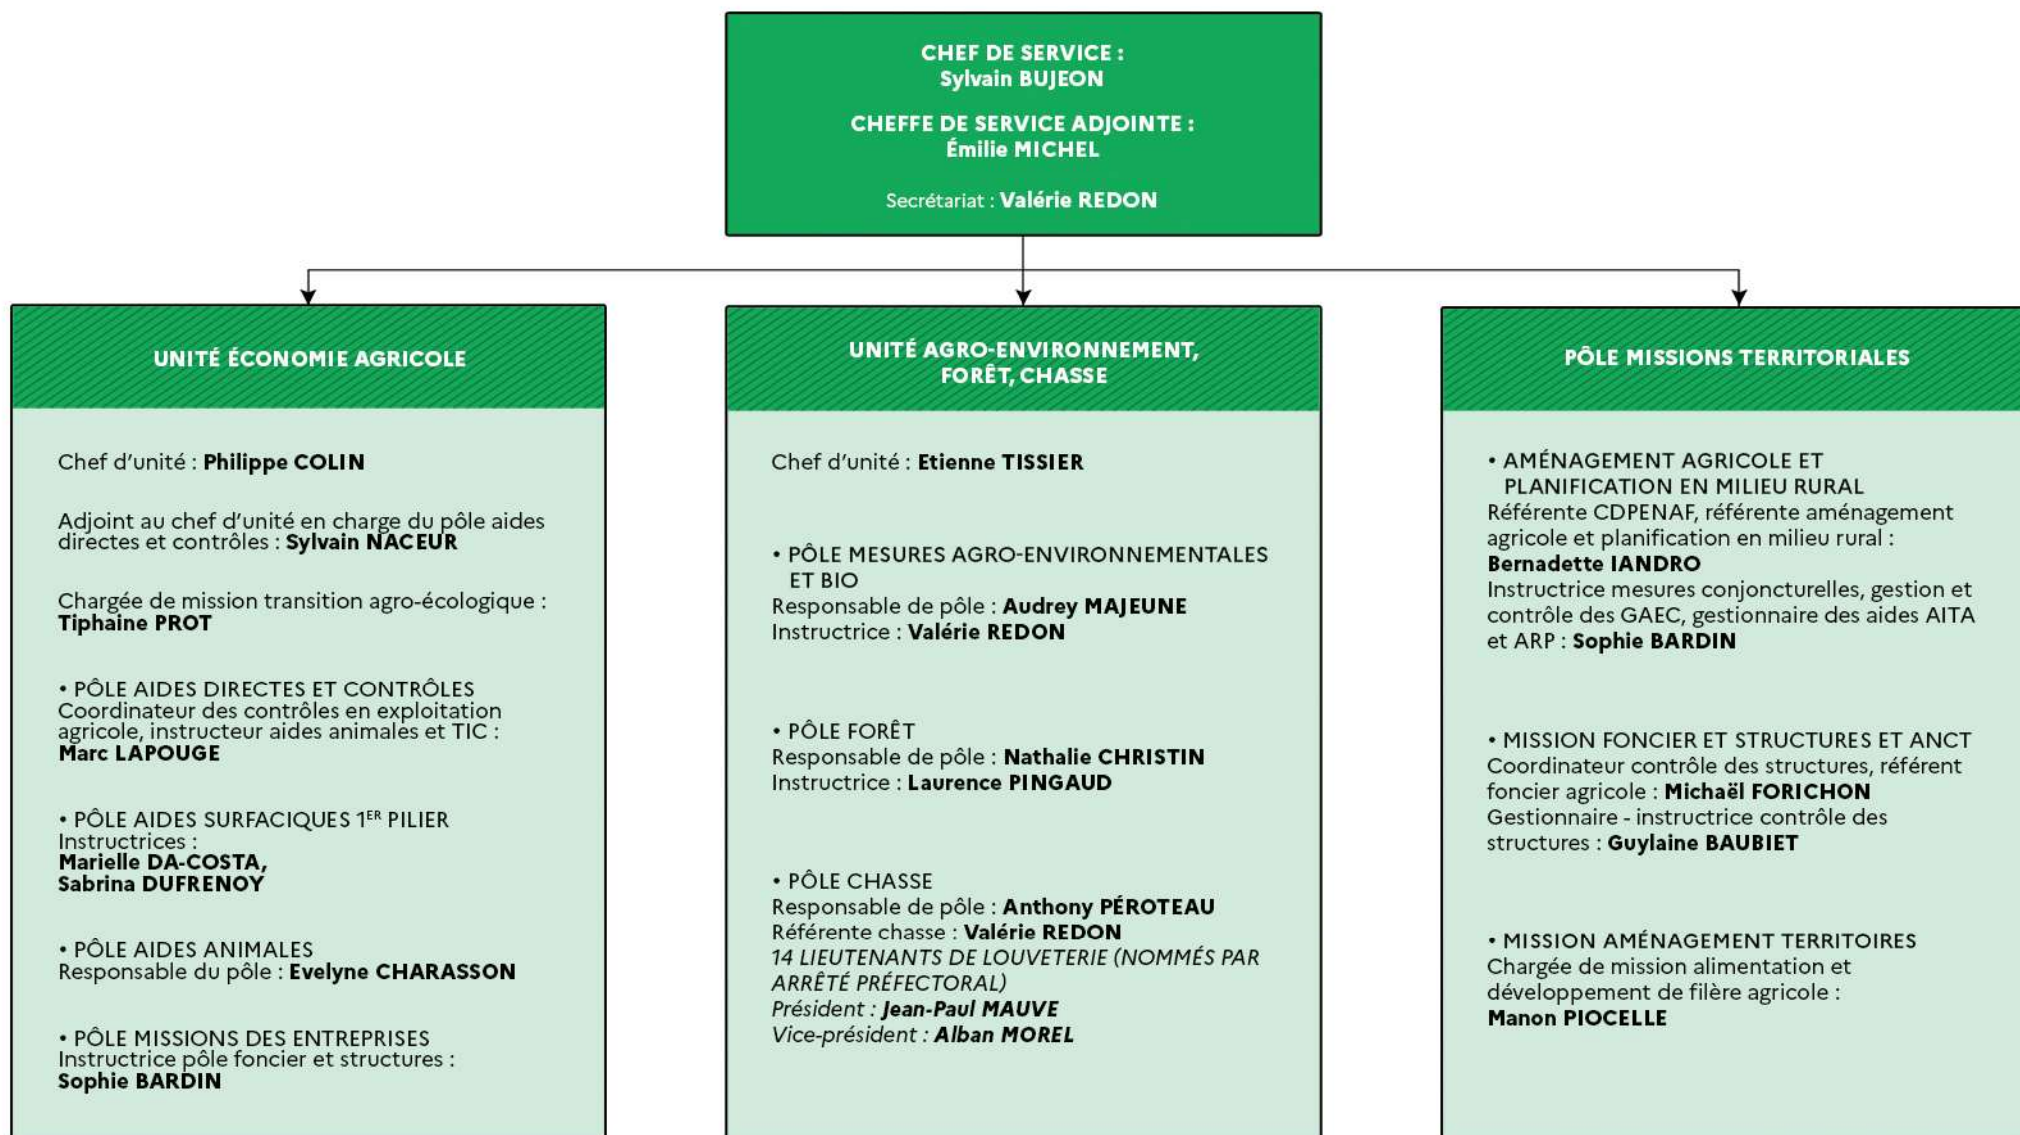 CHEF DE SERVICE :
Sylvain BUJEON
CHEFFE DE SERVICE ADJOINTE :
Émilie MICHEL
Secrétariat : Valérie REDON
UNITÉ ÉCONOMIE AGRICOLE
Chef d’unité : Philippe COLIN
Adjoint au chef d’unité en charge du pôle aides
directes et contrôles : Sylvain NACEUR
Chargée de mission transition agro-écologique :
Tiphaine PROT
• PÔLE AIDES DIRECTES ET CONTRÔLES
Coordinateur des contrôles en exploitation
agricole, instructeur aides animales et TIC :
Marc LAPOUGE
• PÔLE AIDES SURFACIQUES 1ER PILIER
Instructrices :
Marielle DA-COSTA,
Sabrina DUFRENOY
• PÔLE AIDES ANIMALES
Responsable du pôle : Evelyne CHARASSON
• PÔLE MISSIONS DES ENTREPRISES
Instructrice pôle foncier et structures :
Sophie BARDIN
UNITÉ AGRO-ENVIRONNEMENT,
FORÊT, CHASSE
Chef d’unité : Etienne TISSIER
• PÔLE MESURES AGRO-ENVIRONNEMENTALES
ET BIO
Responsable de pôle : Audrey MAJEUNE
Instructrice : Valérie REDON
• PÔLE FORÊT
Responsable de pôle : Nathalie CHRISTIN
Instructrice : Laurence PINGAUD
• PÔLE CHASSE
Responsable de pôle : Anthony PÉROTEAU
Référente chasse : Valérie REDON
14 LIEUTENANTS DE LOUVETERIE (NOMMÉS PAR
ARRÊTÉ PRÉFECTORAL)
Président : Jean-Paul MAUVE
Vice-président : Alban MOREL
PÔLE MISSIONS TERRITORIALES
• AMÉNAGEMENT AGRICOLE ET
PLANIFICATION EN MILIEU RURAL
Référente CDPENAF, référente aménagement
agricole et planification en milieu rural :
Bernadette IANDRO
Instructrice mesures conjoncturelles, gestion et
contrôle des GAEC, gestionnaire des aides AITA
et ARP : Sophie BARDIN
• MISSION FONCIER ET STRUCTURES ET ANCT
Coordinateur contrôle des structures, référent
foncier agricole : Michaël FORICHON
Gestionnaire - instructrice contrôle des
structures : Guylaine BAUBIET
• MISSION AMÉNAGEMENT TERRITOIRES
Chargée de mission alimentation et
développement de filère agricole :
Manon PIOCELLE